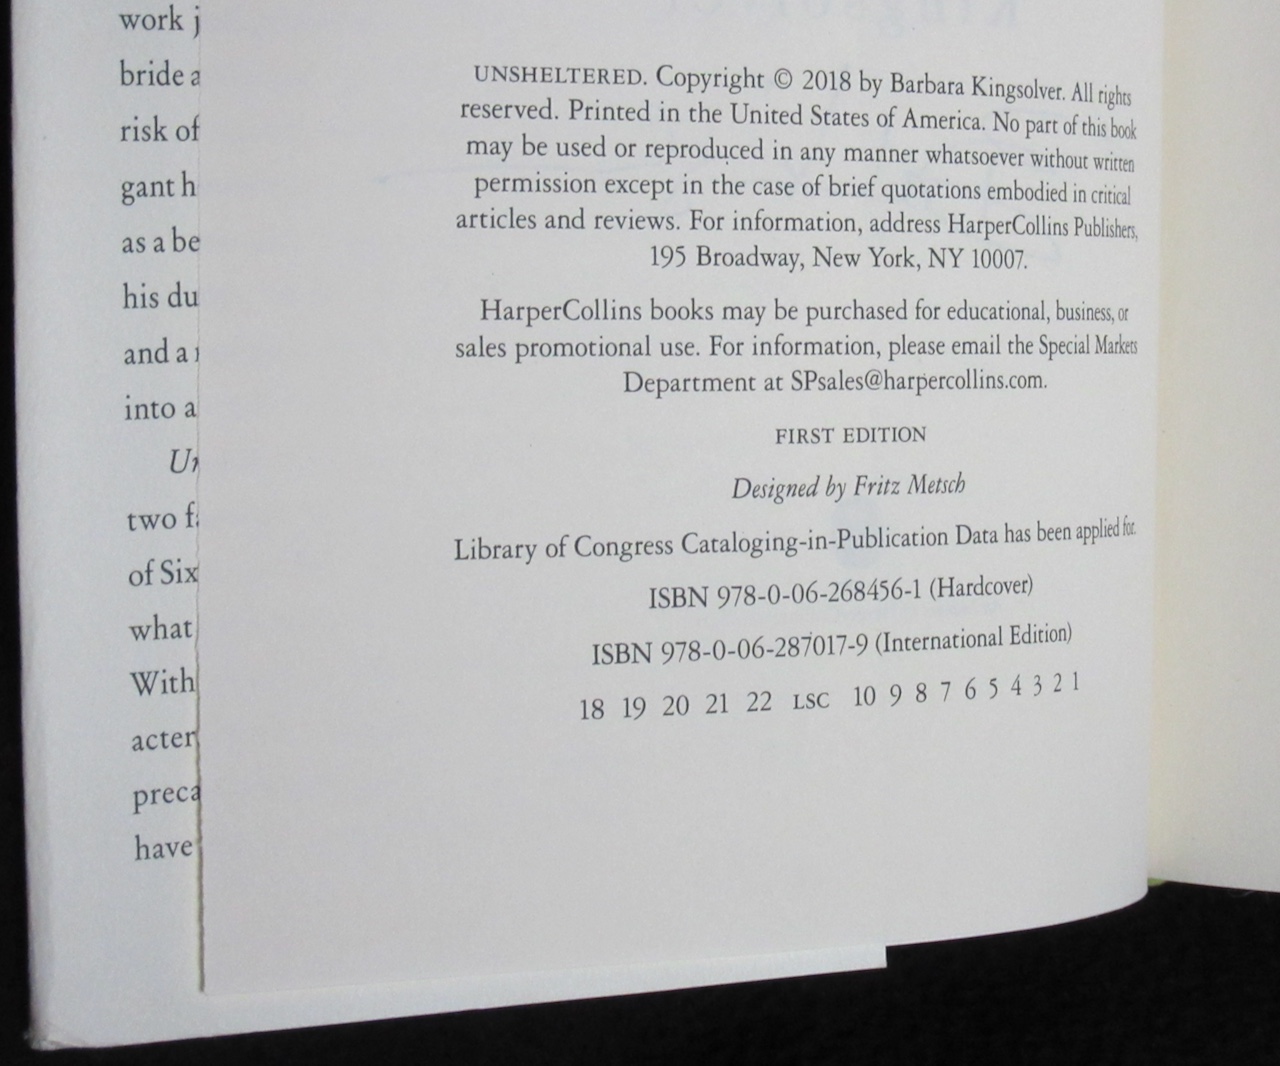 work j
bride a
risk of
gant h
as a be
his du
and a
into a
Un
two fa
of Six
what
With
acter
preca
have
UNSHELTERED. Copyright © 2018 by Barbara Kingsolver. All rights
reserved. Printed in the United States of America. No part of this book
may be used or reproduced in any manner whatsoever without written
permission except in the case of brief quotations embodied in critical
articles and reviews. For information, address HarperCollins Publishers,
195 Broadway, New York, NY 10007.
HarperCollins books may be purchased for educational, business, or
sales promotional use. For information, please email the Special Markets
Department at SPsales@harpercollins.com.
FIRST EDITION
Designed by Fritz Metsch
Library of Congress Cataloging-in-Publication Data has been applied for.
ISBN 978-0-06-268456-1 (Hardcover)
ISBN 978-0-06-287017-9 (International Edition)
18 19 20 21 22 LSC 10 9 8 7 6 5 4 3 2 1